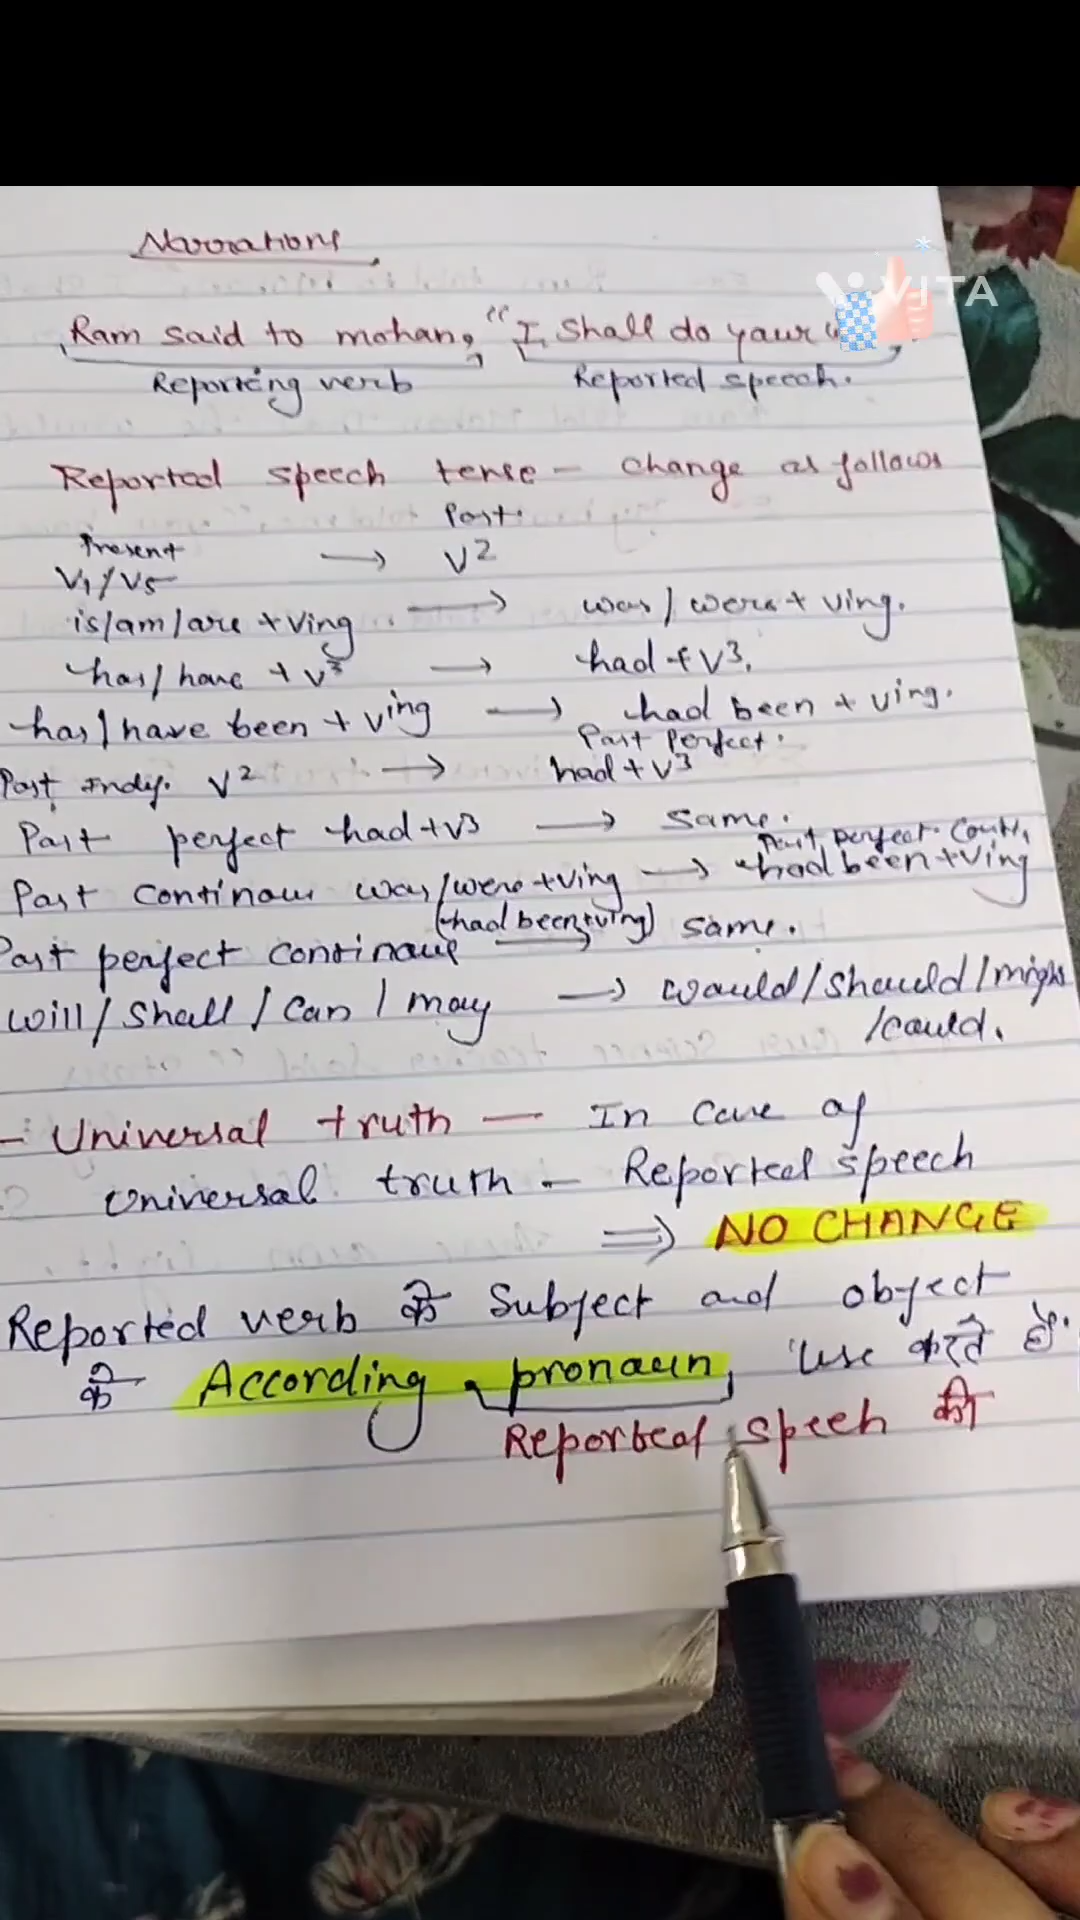 Narrations
VITA
Ram said to mohan, "I shall do your
Reporting verb Reported speech.
Reported speech tense - change as follows
Present Past.
V1/V5 → V2
is/am/are +Ving → was/were + Ving.
has/have + V3 → had + V3.
has/have been + Ving → had been + Ving.
Past perfect.
Past Indf. V2 → had + V3
Past perfect had+V3 → same.
Past perfect Conti,
Past continous was/were+Ving → had been+Ving
(had been+Ving)
Past perfect continous → same.
will/shall/can/may → would/should/might
/could.
- Universal truth - In case of
universal truth - Reported speech
⇒ NO CHANGE
Reported verb के subject and object
के According pronoun, use करते हैं.
Reported speeh की